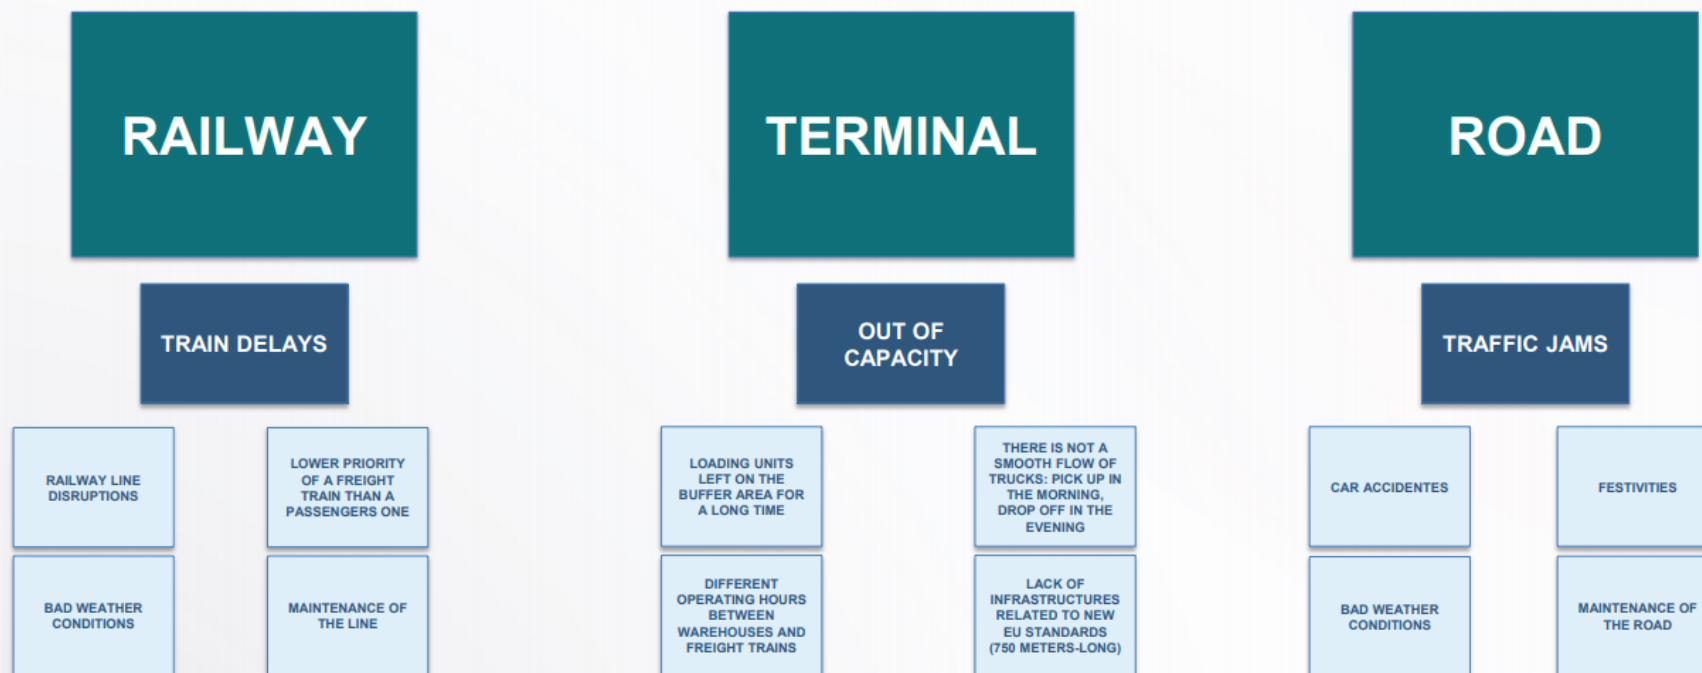 RAILWAY
TERMINAL
ROAD
TRAIN DELAYS
OUT OF
CAPACITY
TRAFFIC JAMS
RAILWAY LINE
DISRUPTIONS
LOWER PRIORITY
OF A FREIGHT
TRAIN THAN A
PASSENGERS ONE
LOADING UNITS
LEFT ON THE
BUFFER AREA FOR
A LONG TIME
THERE IS NOT A
SMOOTH FLOW OF
TRUCKS: PICK UP IN
THE MORNING,
DROP OFF IN THE
EVENING
CAR ACCIDENTES
FESTIVITIES
BAD WEATHER
CONDITIONS
MAINTENANCE OF
THE LINE
DIFFERENT
OPERATING HOURS
BETWEEN
WAREHOUSES AND
FREIGHT TRAINS
LACK OF
INFRASTRUCTURES
RELATED TO NEW
EU STANDARDS
(750 METERS-LONG)
BAD WEATHER
CONDITIONS
MAINTENANCE OF
THE ROAD